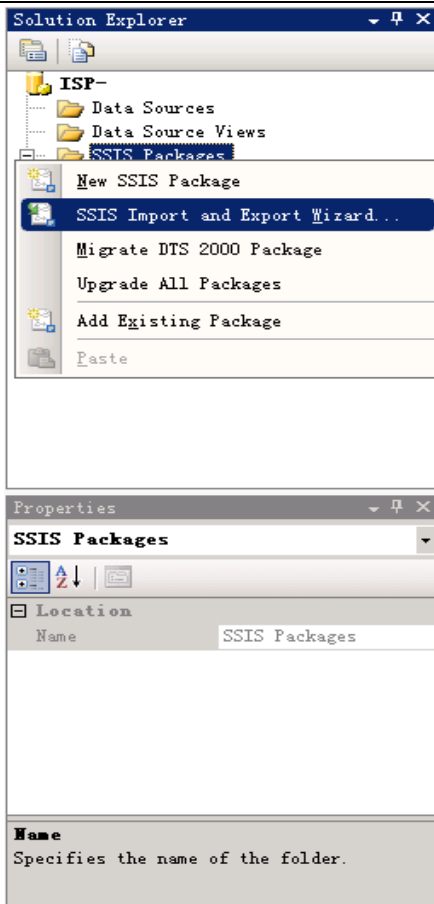 Solution Explorer
ISP-
Data Sources
Data Source Views
SSIS Packages
New SSIS Package
SSIS Import and Export Wizard...
Migrate DTS 2000 Package
Upgrade All Packages
Add Existing Package
Paste
Properties
SSIS Packages
Location
Name SSIS Packages
Name
Specifies the name of the folder.